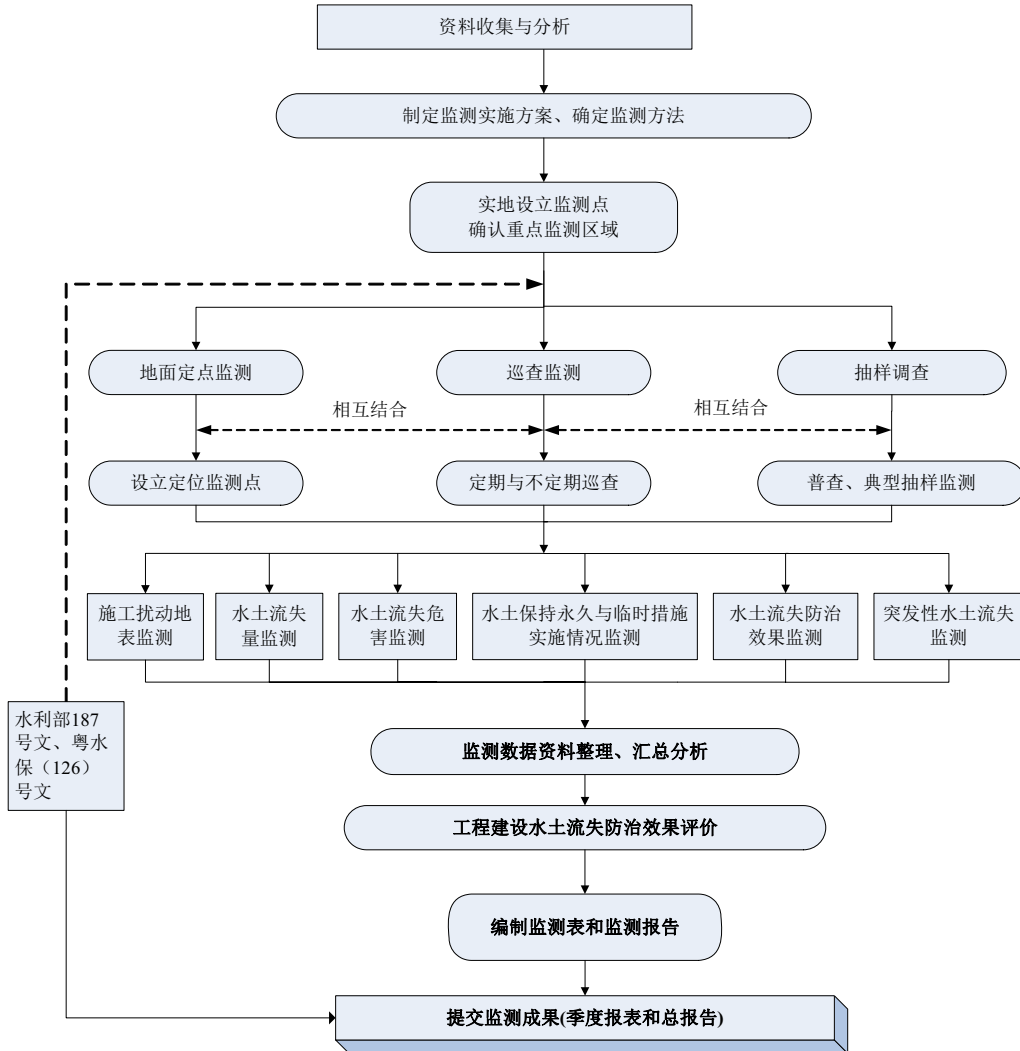 资料收集与分析
制定监测实施方案、确定监测方法
实地设立监测点
确认重点监测区域
地面定点监测
巡查监测
抽样调查
相互结合
相互结合
设立定位监测点
定期与不定期巡查
普查、典型抽样监测
施工扰动地
表监测
水土流失
量监测
水土流失危
害监测
水土保持永久与临时措施
实施情况监测
水土流失防治
效果监测
突发性水土流失
监测
水利部187
号文、粤水
保（126）
号文
监测数据资料整理、汇总分析
工程建设水土流失防治效果评价
编制监测表和监测报告
提交监测成果(季度报表和总报告)